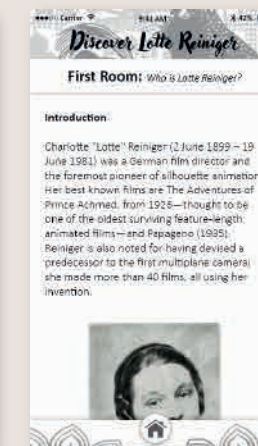 Carrier 9:41 AM 42%
Discover Lotte Reiniger
First Room: Who is Lotte Reiniger?
Introduction
Charlotte "Lotte" Reiniger (2 June 1899 – 19
June 1981) was a German film director and
the foremost pioneer of silhouette animation
Her best known films are The Adventures of
Prince Achmed, from 1926—thought to be
one of the oldest surviving feature-length
animated films—and Papageno (1935).
Reiniger is also noted for having devised a
predecessor to the first multiplane camera;
she made more than 40 films, all using her
invention.